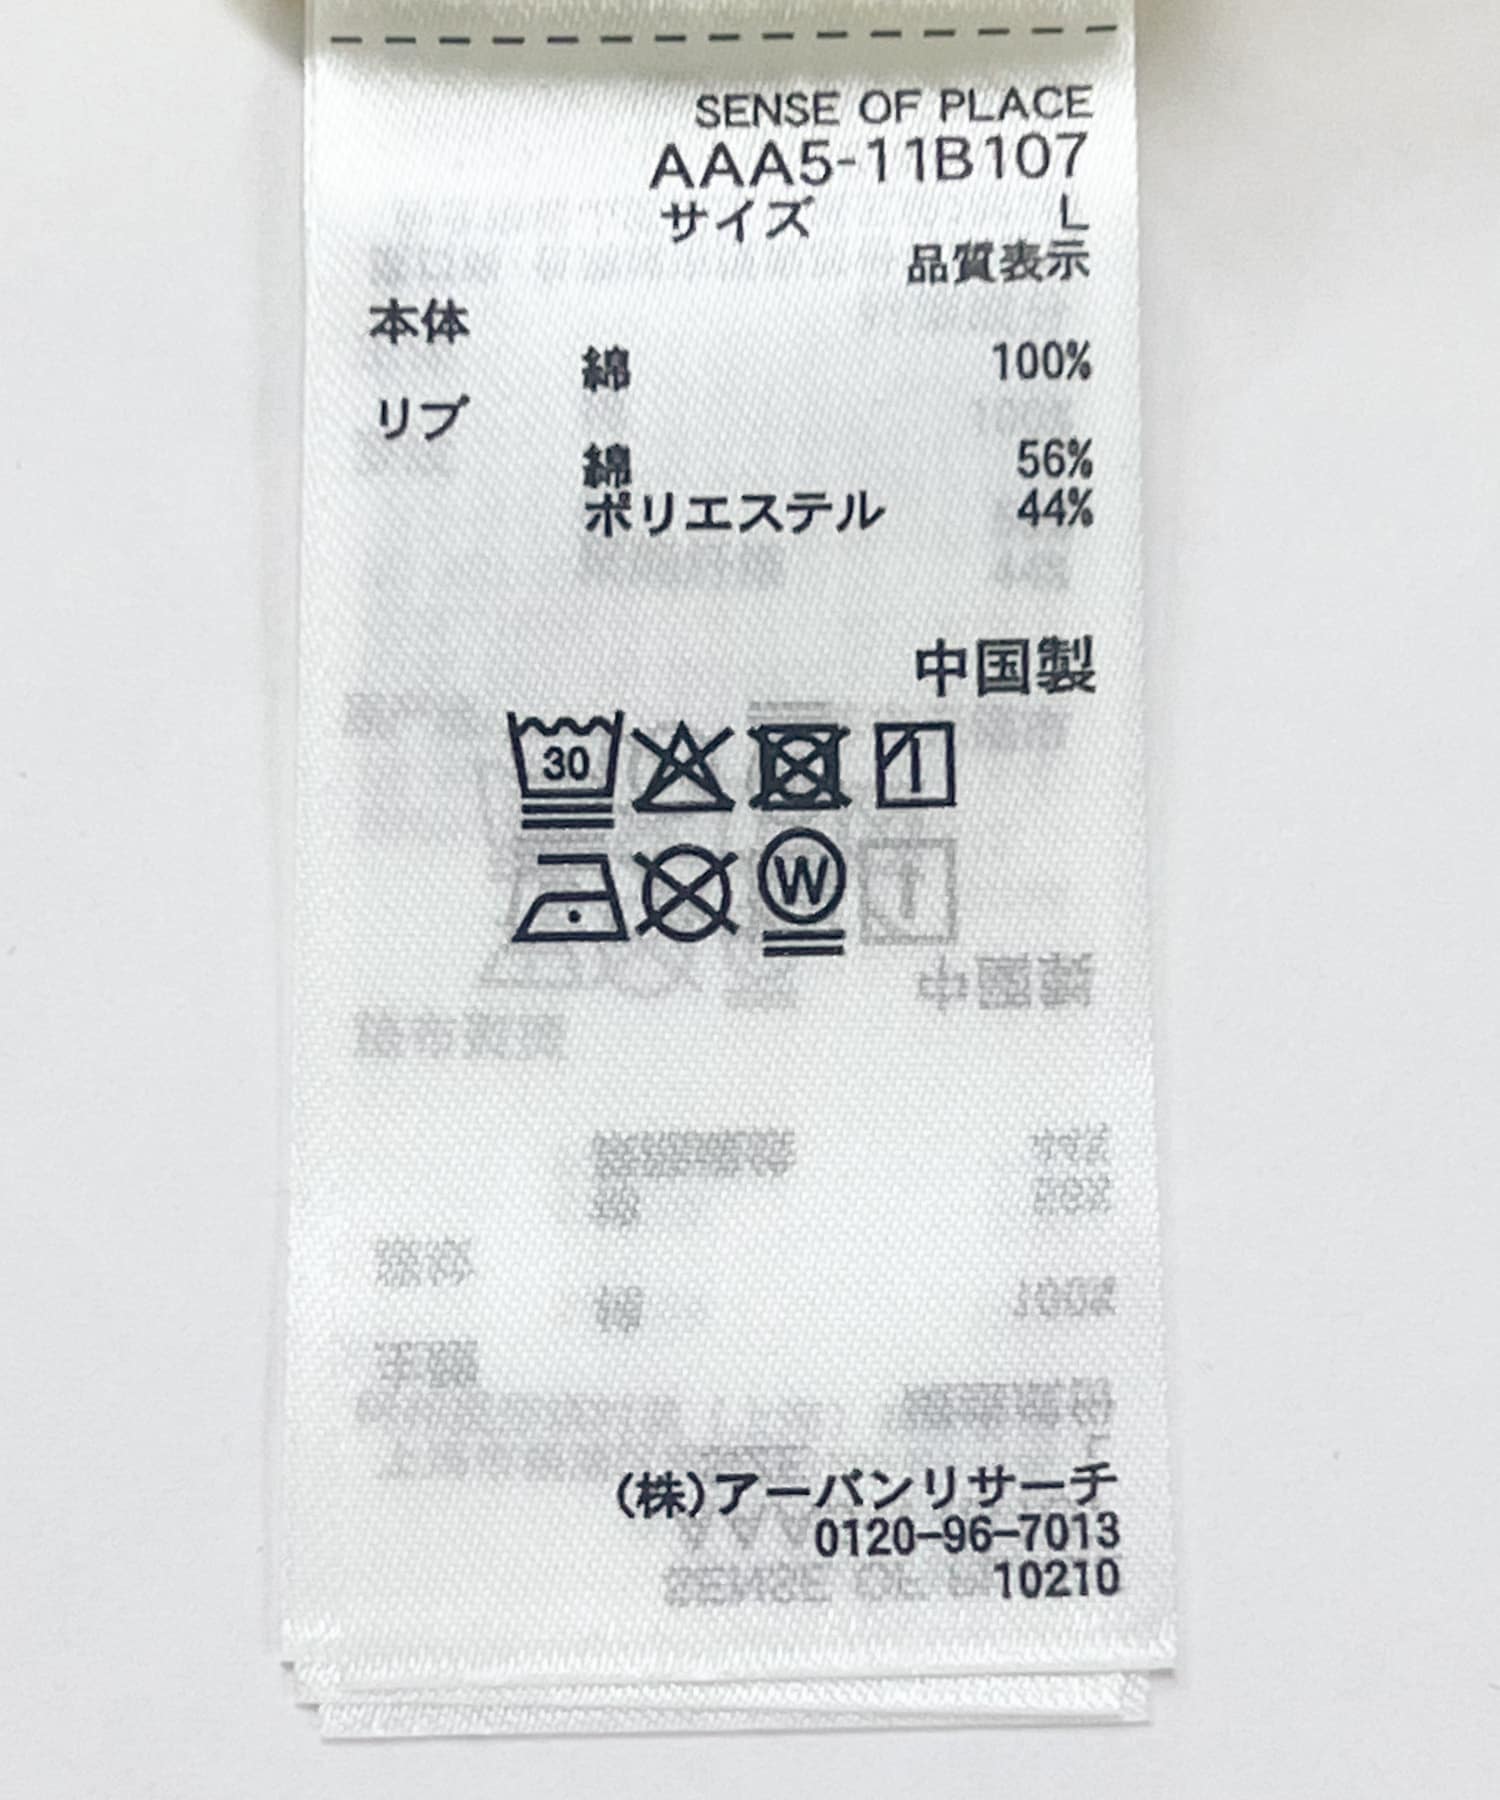 SENSE OF PLACE
AAA5-11B107
サイズ L
品質表示
本体
綿 100%
リブ
綿 56%
ポリエステル 44%
中国製
30
W
(株)アーバンリサーチ
0120-96-7013
10210